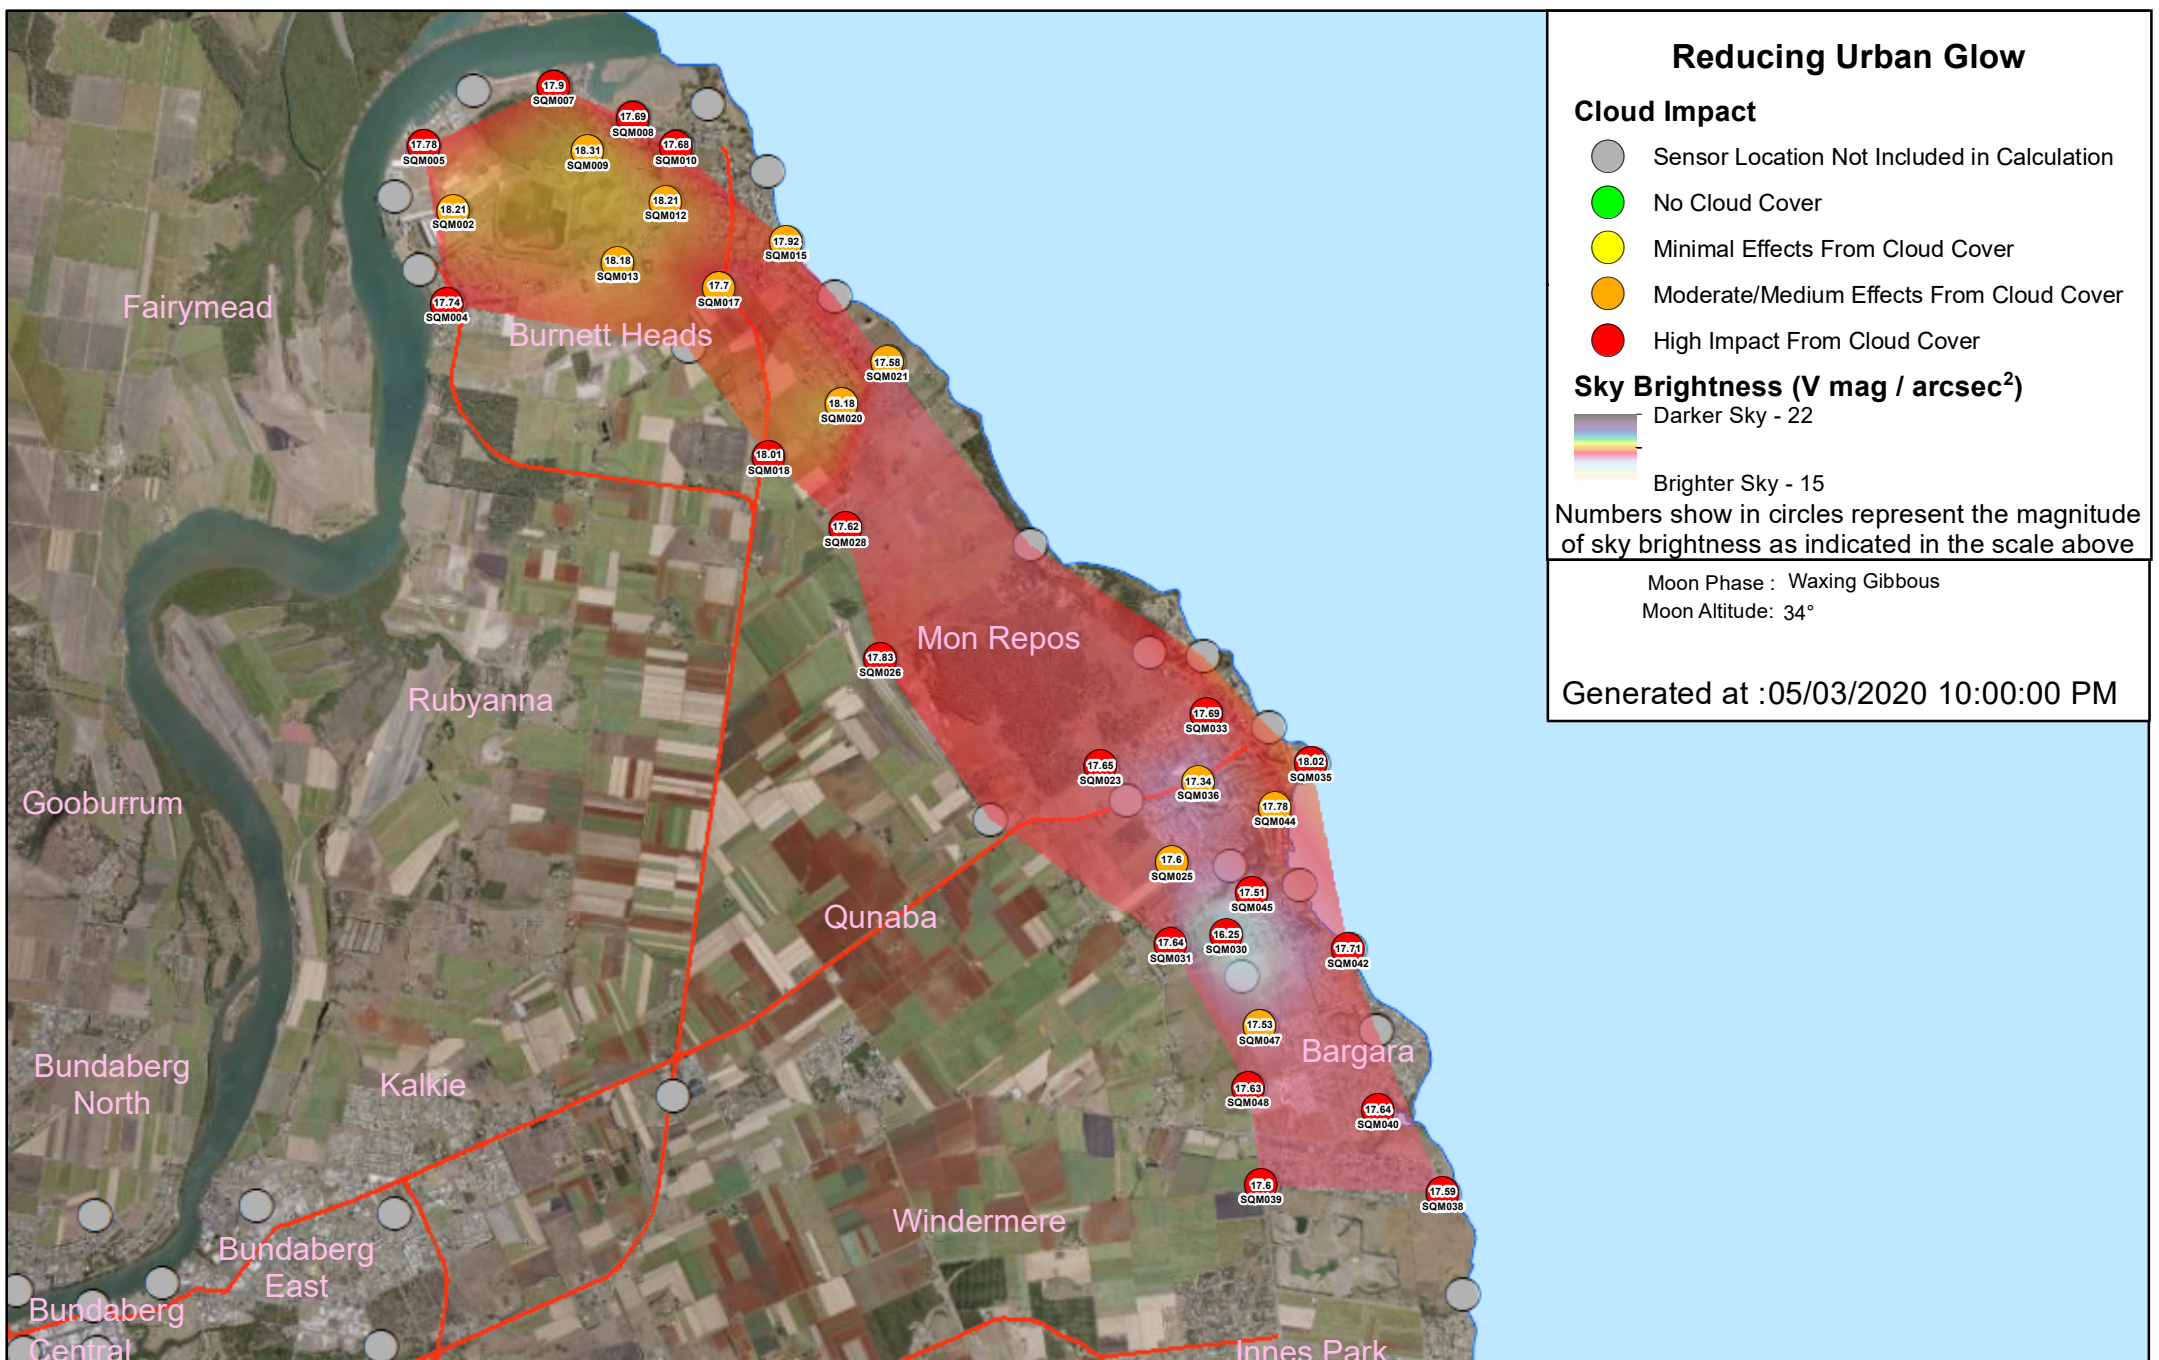 Reducing Urban Glow
Cloud Impact
Sensor Location Not Included in Calculation
No Cloud Cover
Minimal Effects From Cloud Cover
Moderate/Medium Effects From Cloud Cover
High Impact From Cloud Cover
Sky Brightness (V mag / arcsec²)
Darker Sky - 22
Brighter Sky - 15
Numbers show in circles represent the magnitude
of sky brightness as indicated in the scale above
Moon Phase : Waxing Gibbous
Moon Altitude: 34°
Generated at :05/03/2020 10:00:00 PM
17.9
SQM007
17.69
SQM008
17.78
SQM005
18.31
SQM009
17.68
SQM010
18.21
SQM002
18.21
SQM012
17.92
SQM015
18.18
SQM013
17.7
SQM017
17.74
SQM004
Fairymead
Burnett Heads
17.58
SQM021
18.18
SQM020
18.01
SQM018
17.62
SQM028
Mon Repos
17.83
SQM026
Rubyanna
17.69
SQM033
17.65
SQM023
18.02
SQM035
17.34
SQM036
17.78
SQM044
Gooburrum
17.6
SQM025
17.51
SQM045
Qunaba
17.64
SQM031
16.25
SQM030
17.71
SQM042
17.53
SQM047
Bargara
Bundaberg
North
Kalkie
17.63
SQM048
17.64
SQM040
17.6
SQM039
17.59
SQM038
Windermere
Bundaberg
East
Bundaberg
Central
Innes Park